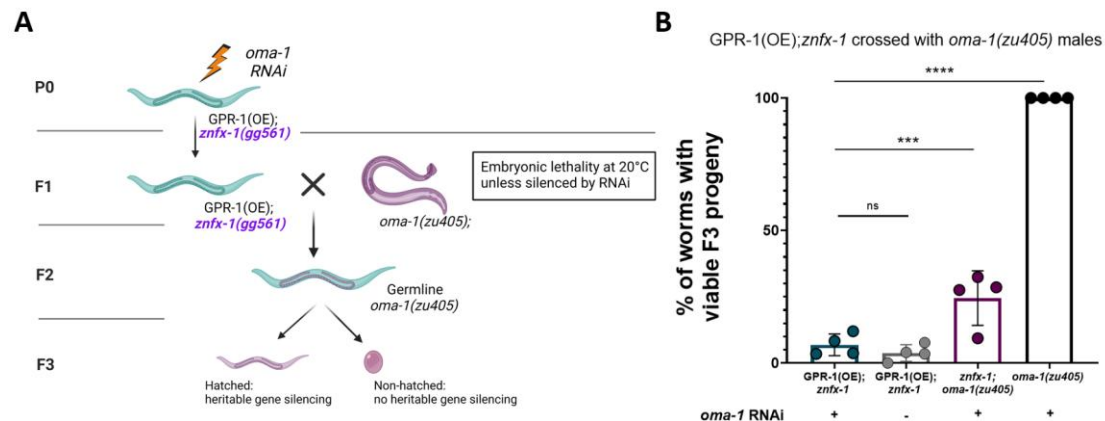 A
oma-1
RNAi
P0
GPR-1(OE);
znfx-1(gg561)
F1
Embryonic lethality at 20°C
unless silenced by RNAi
GPR-1(OE);
znfx-1(gg561)
oma-1(zu405);
F2
Germline
oma-1(zu405)
F3
Hatched:
heritable gene silencing
Non-hatched:
no heritable gene silencing
B
GPR-1(OE);znfx-1 crossed with oma-1(zu405) males
% of worms with
viable F3 progeny
100
50
0
****
***
ns
GPR-1(OE);
znfx-1
GPR-1(OE);
znfx-1
znfx-1;
oma-1(zu405)
oma-1(zu405)
oma-1 RNAi + - + +